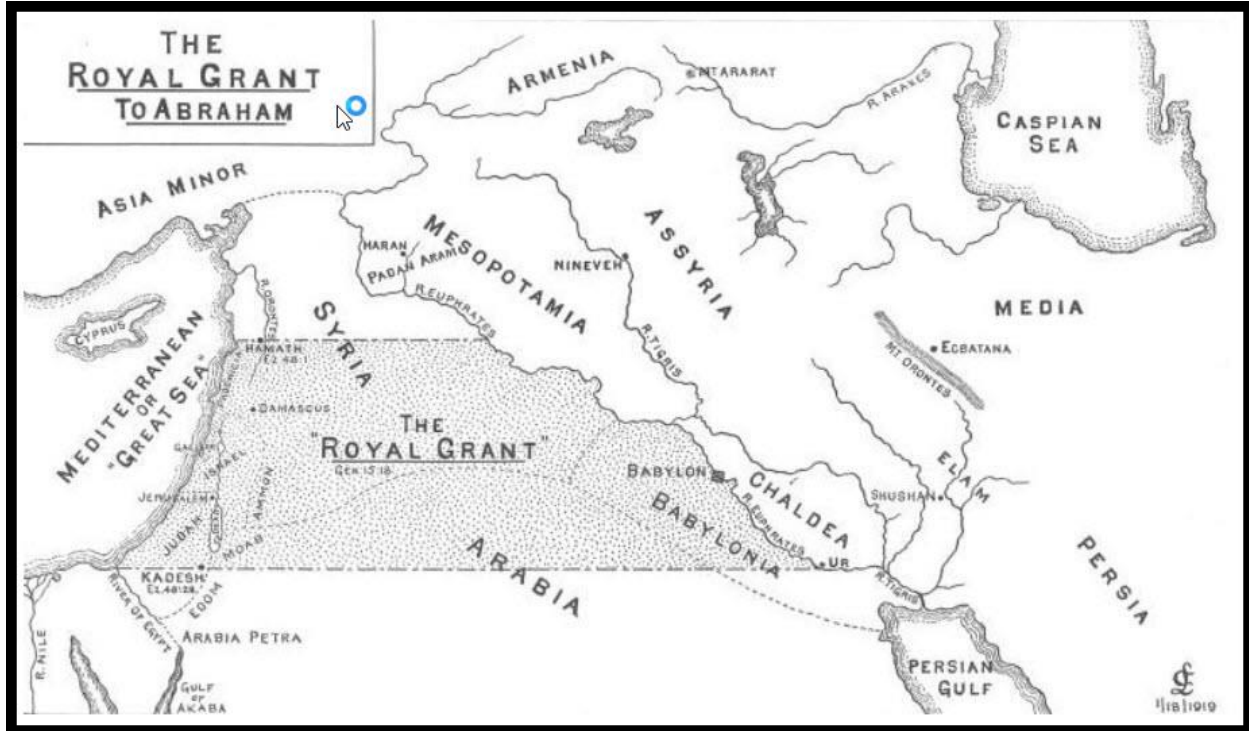 THE
ROYAL GRANT
TO ABRAHAM
ARMENIA
MT ARARAT
R. ARAXES
CASPIAN
SEA
ASIA MINOR
HARAN
PADAN ARAM
MESOPOTAMIA
ASSYRIA
NINEVEH
R. EUPHRATES
R. TIGRIS
MEDIA
EGBATANA
MT ORONTES
CYPRUS
R. ORONTES
SYRIA
HAMATH
EZ. 48:1
MEDITERRANEAN
OR
"GREAT SEA"
DAMASCUS
THE
"ROYAL GRANT"
GEN 15:18
ISRAEL
JERUSALEM
AMMON
JUDAH
MOAB
BABYLON
CHALDEA
BABYLONIA
R. EUPHRATES
SHUSHAN
ELAM
UR
R. TIGRIS
ARABIA
PERSIA
KADESH
EZ. 48:28
EDOM
RIVER OF EGYPT
ARABIA PETRA
R. NILE
GULF
OF
AKABA
PERSIAN
GULF
1/18/1919